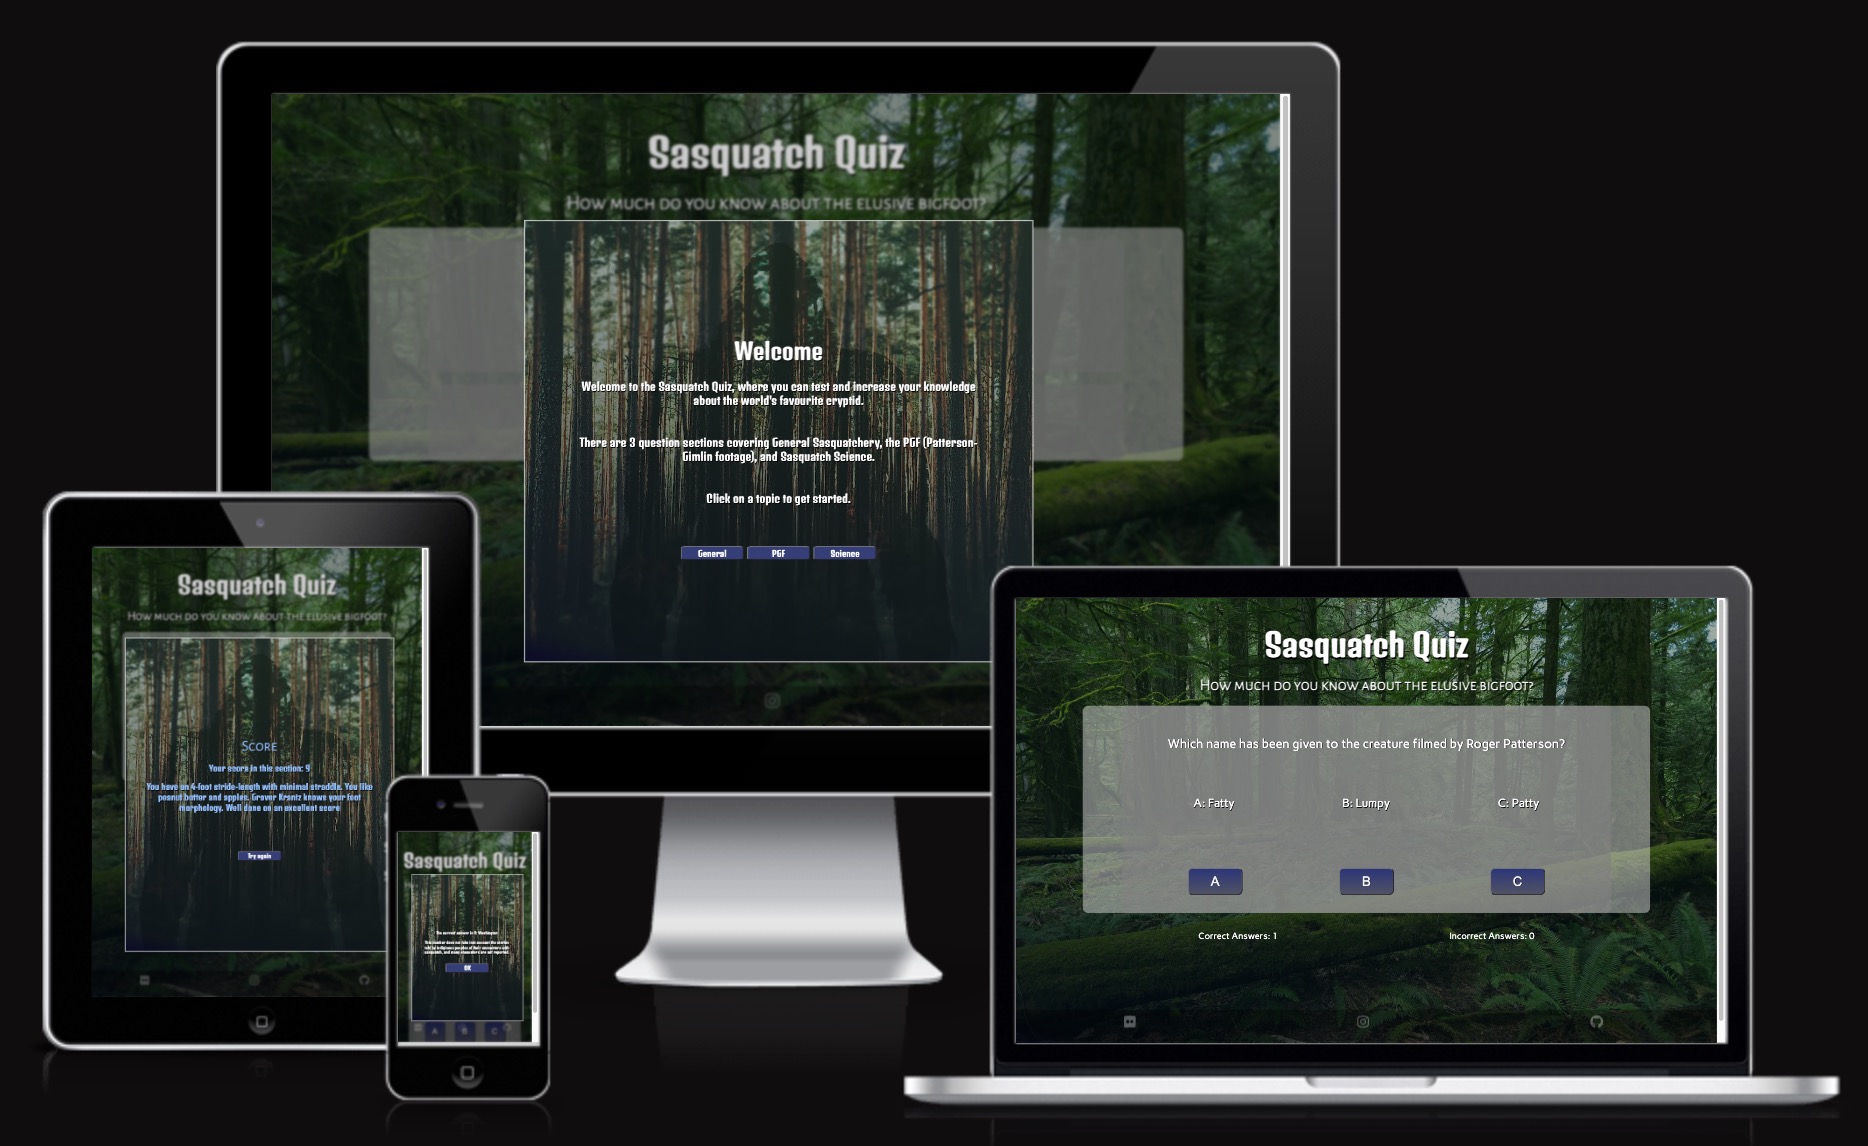 Sasquatch Quiz
How much do you know about the elusive bigfoot?
Welcome
Welcome to the Sasquatch Quiz, where you can test and increase your knowledge
about the world's favourite cryptid.
There are 3 question sections covering General Sasquatchery, the PGF (Patterson-
Gimlin footage), and Sasquatch Science.
Click on a topic to get started.
General
PGF
Science
Sasquatch Quiz
How much do you know about the elusive bigfoot?
Score
Your score in this section: 9
You have an 4-foot stride-length with minimal straddle. You like
peanut butter and apples. Grover Krantz knows your foot
morphology. Well done on an excellent score
Try again
Sasquatch Quiz
The correct answer is B: Washington
OK
A
B
C
Sasquatch Quiz
How much do you know about the elusive bigfoot?
Which name has been given to the creature filmed by Roger Patterson?
A: Fatty
B: Lumpy
C: Patty
A
B
C
Correct Answers: 1
Incorrect Answers: 0